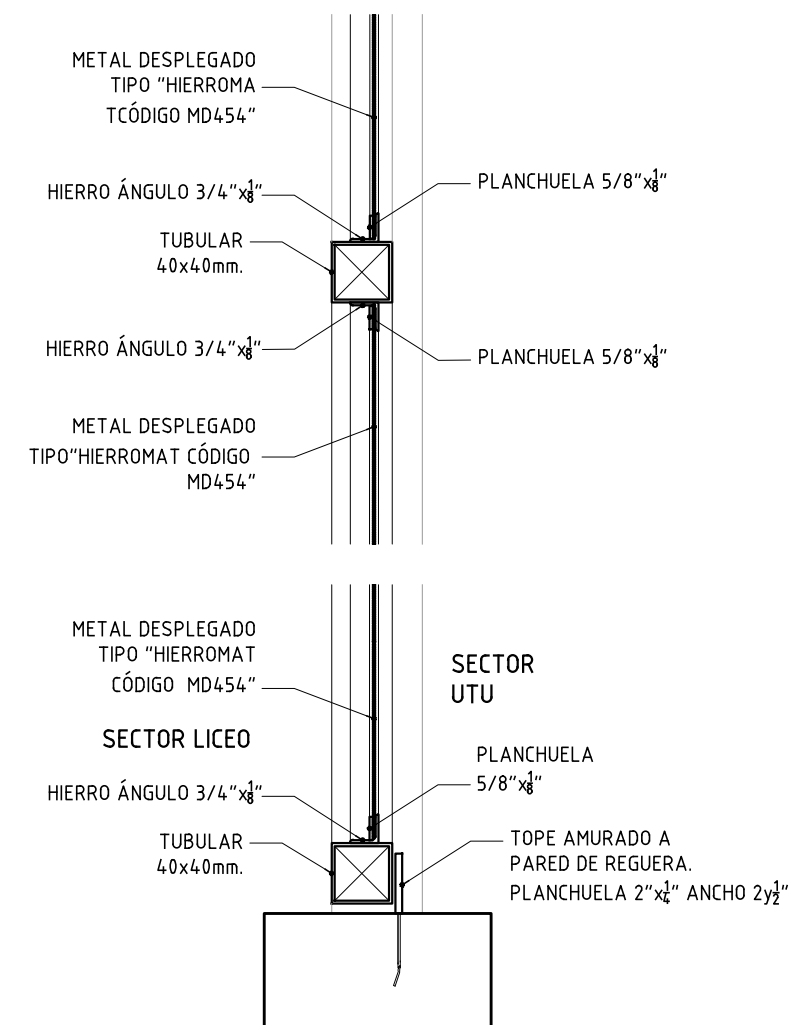 METAL DESPLEGADO
TIPO "HIERROMA
TCÓDIGO MD454"
HIERRO ÁNGULO 3/4"x1/8"
PLANCHUELA 5/8"x1/8"
TUBULAR
40x40mm.
HIERRO ÁNGULO 3/4"x1/8"
PLANCHUELA 5/8"x1/8"
METAL DESPLEGADO
TIPO"HIERROMAT CÓDIGO
MD454"
METAL DESPLEGADO
TIPO "HIERROMAT
CÓDIGO MD454"
SECTOR
UTU
SECTOR LICEO
PLANCHUELA
5/8"x1/8"
HIERRO ÁNGULO 3/4"x1/8"
TUBULAR
40x40mm.
TOPE AMURADO A
PARED DE REGUERA.
PLANCHUELA 2"x1/4" ANCHO 2y1/2"